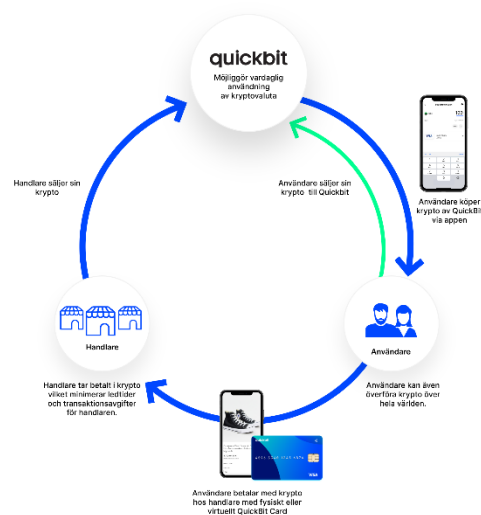 quickbit
Möjliggör vardaglig
användning
av kryptovaluta
Handlare säljer sin
krypto
Användare säljer sin
krypto till Quickbit
Användare köper
krypto av QuickBit
via appen
Handlare
Användare
Handlare tar betalt i krypto
vilket minimerar ledtider
och transaktionsavgifter
för handlaren.
Användare kan även
överföra krypto över
hela världen.
quickbit
VISA
Användare betalar med krypto
hos handlare med fysiskt eller
virtuellt QuickBit Card